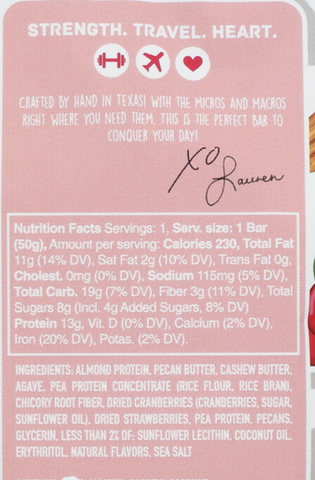 STRENGTH. TRAVEL. HEART.
CRAFTED BY HAND IN TEXAS! WITH THE MICROS AND MACROS
RIGHT WHERE YOU NEED THEM, THIS IS THE PERFECT BAR TO
CONQUER YOUR DAY!
XO
Lauren
Nutrition Facts Servings: 1, Serv. size: 1 Bar
(50g), Amount per serving: Calories 230, Total Fat
11g (14% DV), Sat Fat 2g (10% DV), Trans Fat 0g,
Cholest. 0mg (0% DV), Sodium 115mg (5% DV),
Total Carb. 19g (7% DV), Fiber 3g (11% DV), Total
Sugars 8g (Incl. 4g Added Sugars, 8% DV)
Protein 13g, Vit. D (0% DV), Calcium (2% DV),
Iron (20% DV), Potas. (2% DV).
INGREDIENTS: ALMOND PROTEIN, PECAN BUTTER, CASHEW BUTTER,
AGAVE, PEA PROTEIN CONCENTRATE (RICE FLOUR, RICE BRAN),
CHICORY ROOT FIBER, DRIED CRANBERRIES (CRANBERRIES, SUGAR,
SUNFLOWER OIL), DRIED STRAWBERRIES, PEA PROTEIN, PECANS,
GLYCERIN, LESS THAN 2% OF: SUNFLOWER LECITHIN, COCONUT OIL,
ERYTHRITOL, NATURAL FLAVORS, SEA SALT